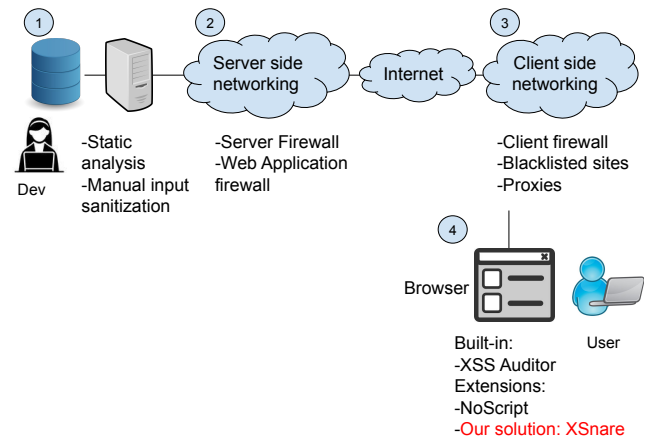 1
2
3
Server side
networking
Internet
Client side
networking
Dev
-Static
analysis
-Manual input
sanitization
-Server Firewall
-Web Application
firewall
-Client firewall
-Blacklisted sites
-Proxies
4
Browser
User
Built-in:
-XSS Auditor
Extensions:
-NoScript
-Our solution: XSnare